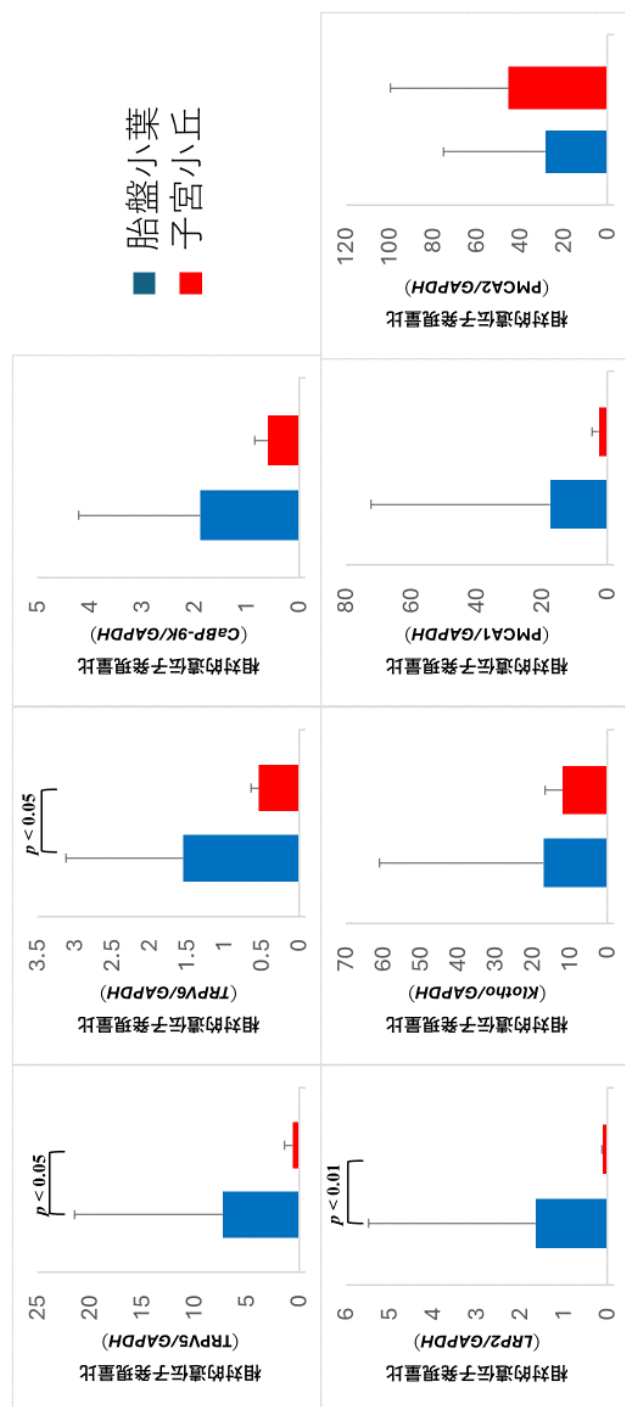 相対的遺伝子発現量比
(TRPV5/GAPDH)
25
20
15
10
5
0
p < 0.05
相対的遺伝子発現量比
(TRPV6/GAPDH)
3.5
3
2.5
2
1.5
1
0.5
0
p < 0.05
相対的遺伝子発現量比
(CaBP-9K/GAPDH)
5
4
3
2
1
0
胎盤小葉
子宮小丘
相対的遺伝子発現量比
(LRP2/GAPDH)
6
5
4
3
2
1
0
p < 0.01
相対的遺伝子発現量比
(Klotho/GAPDH)
70
60
50
40
30
20
10
0
相対的遺伝子発現量比
(PMCA1/GAPDH)
80
60
40
20
0
相対的遺伝子発現量比
(PMCA2/GAPDH)
120
100
80
60
40
20
0